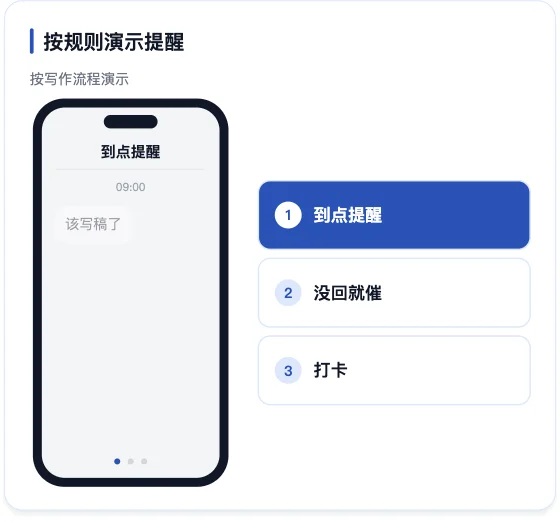 按规则演示提醒
按写作流程演示
到点提醒
09:00
该写稿了
1 到点提醒
2 没回就催
3 打卡